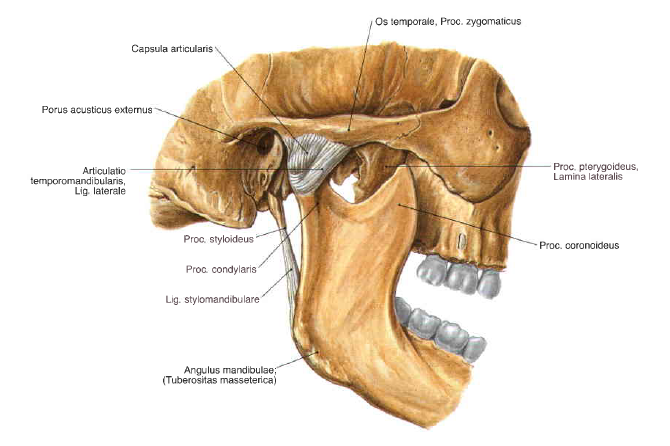 Os temporale, Proc. zygomaticus
Capsula articularis
Porus acusticus externus
Articulatio
temporomandibularis,
Lig. laterale
Proc. pterygoideus,
Lamina lateralis
Proc. styloideus
Proc. coronoideus
Proc. condylaris
Lig. stylomandibulare
Angulus mandibulae;
(Tuberositas masseterica)